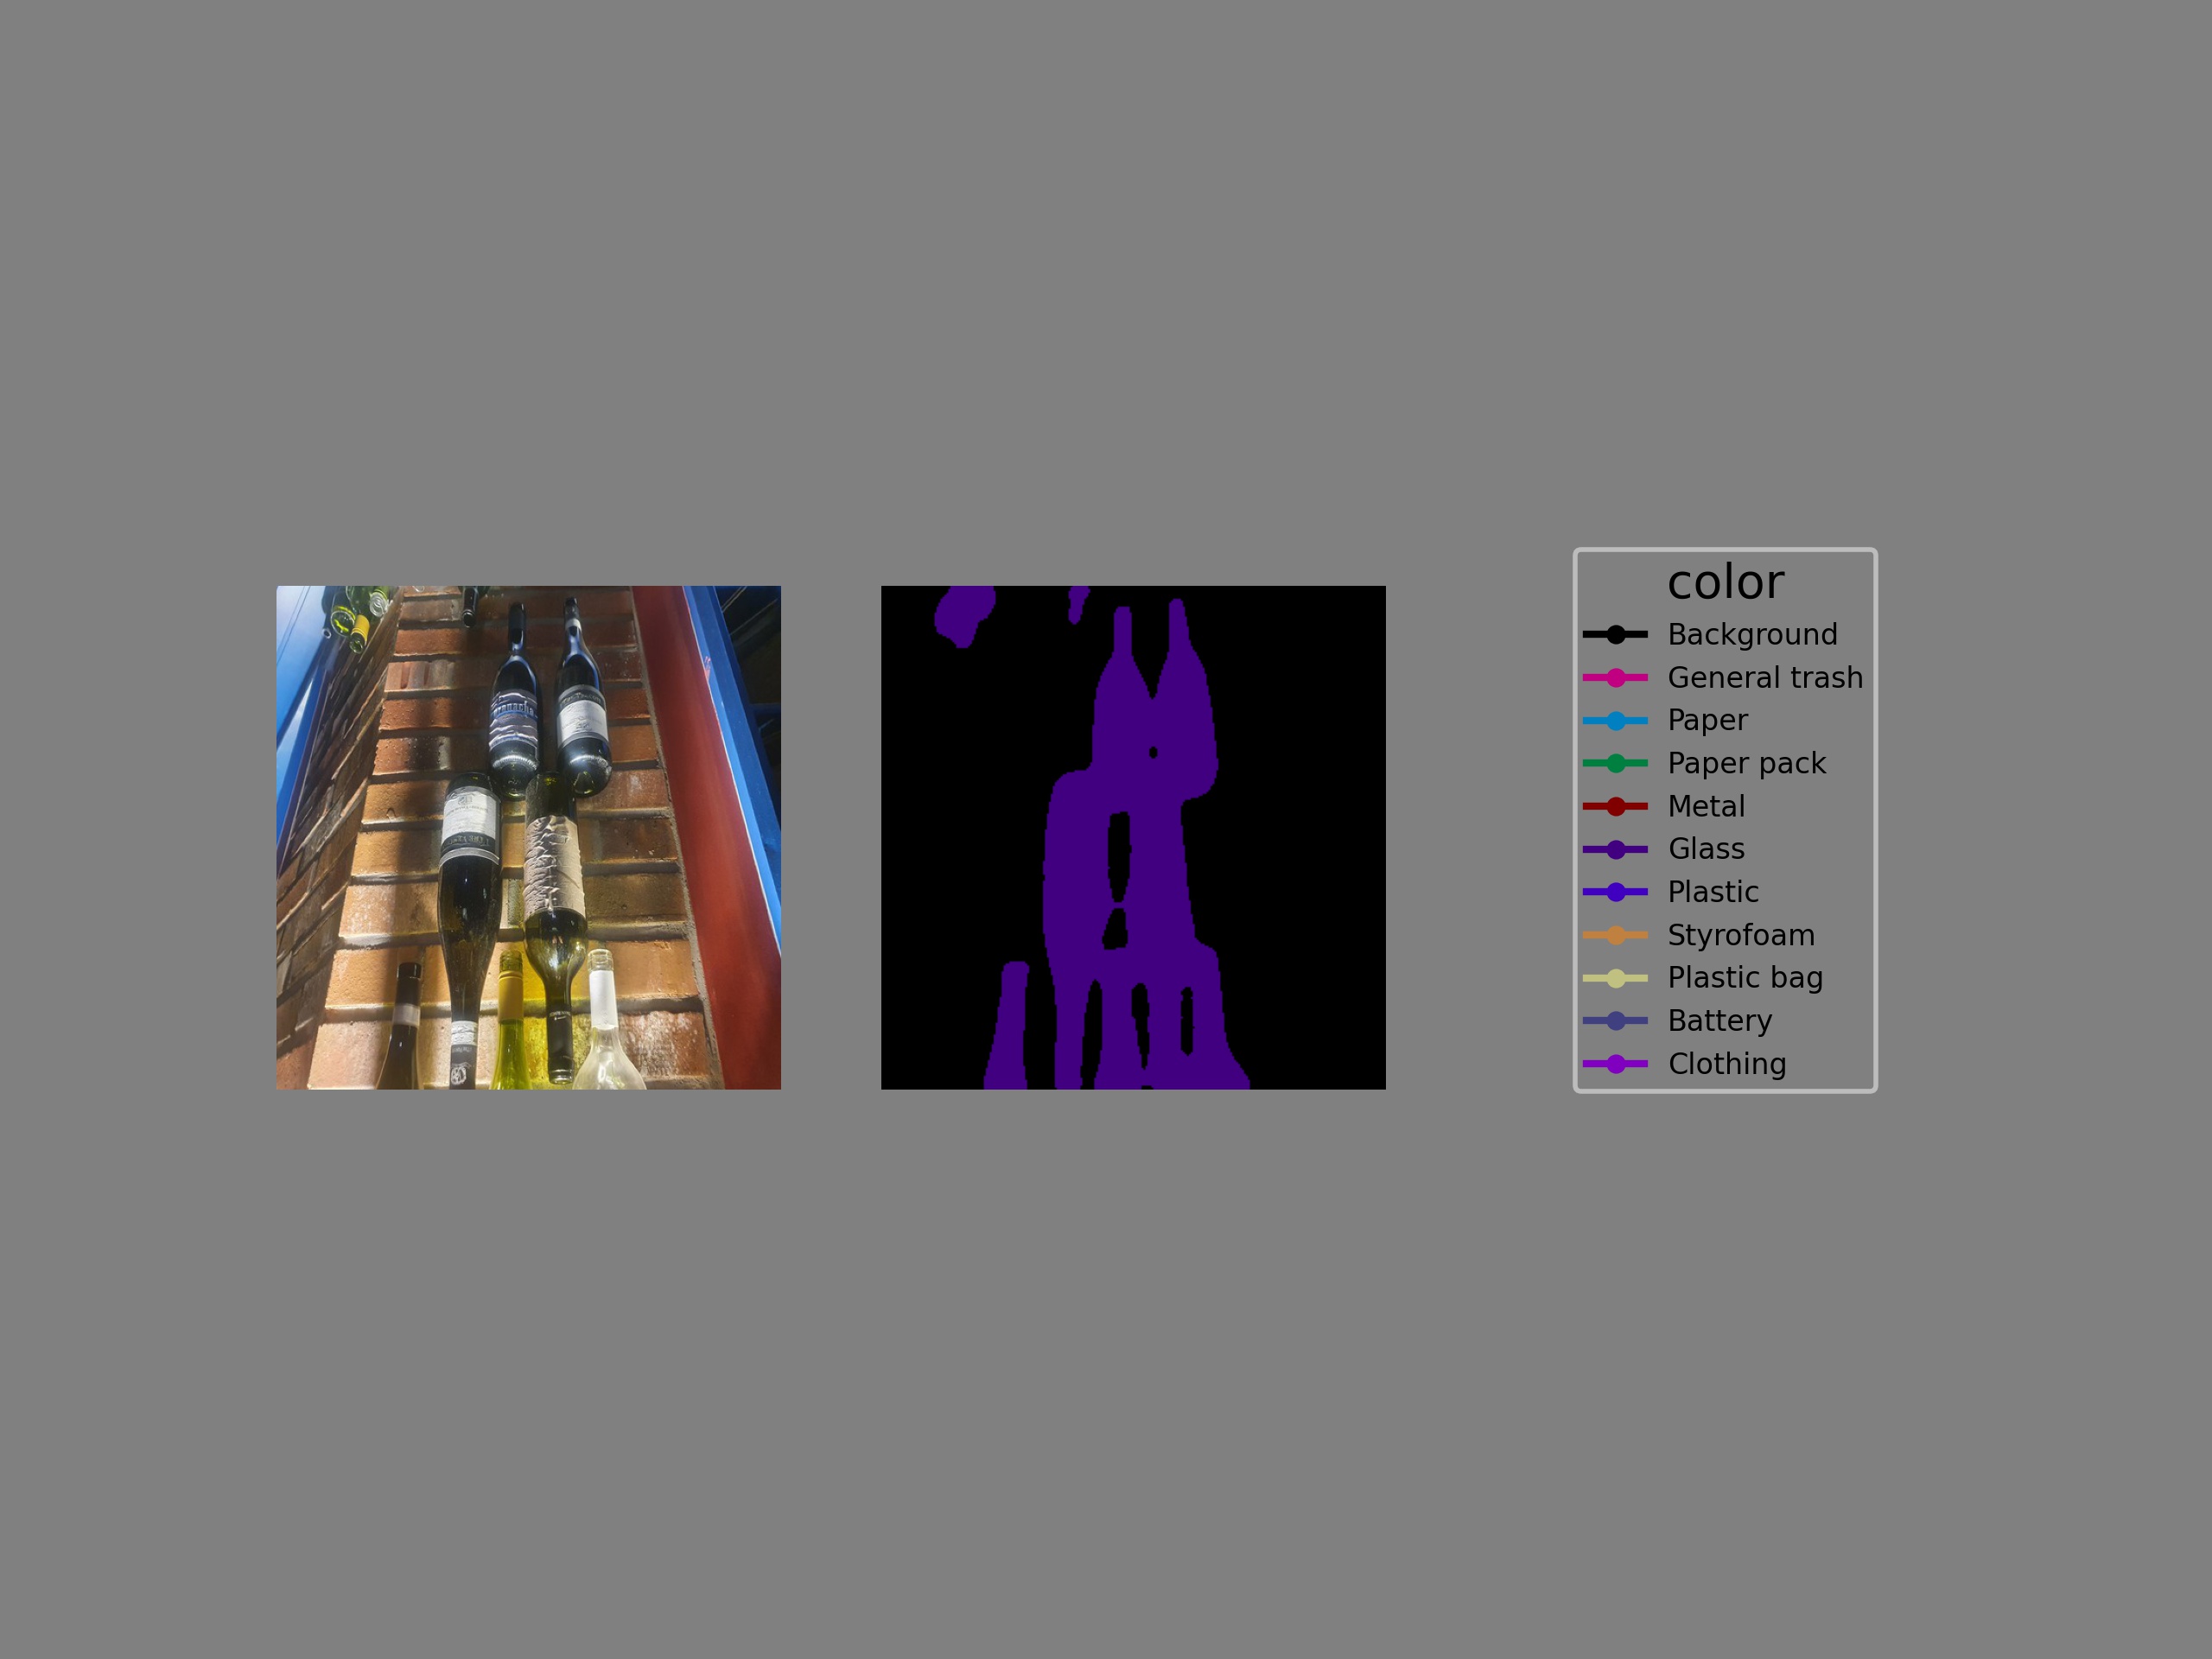 color
Background
General trash
Paper
Paper pack
Metal
Glass
Plastic
Styrofoam
Plastic bag
Battery
Clothing